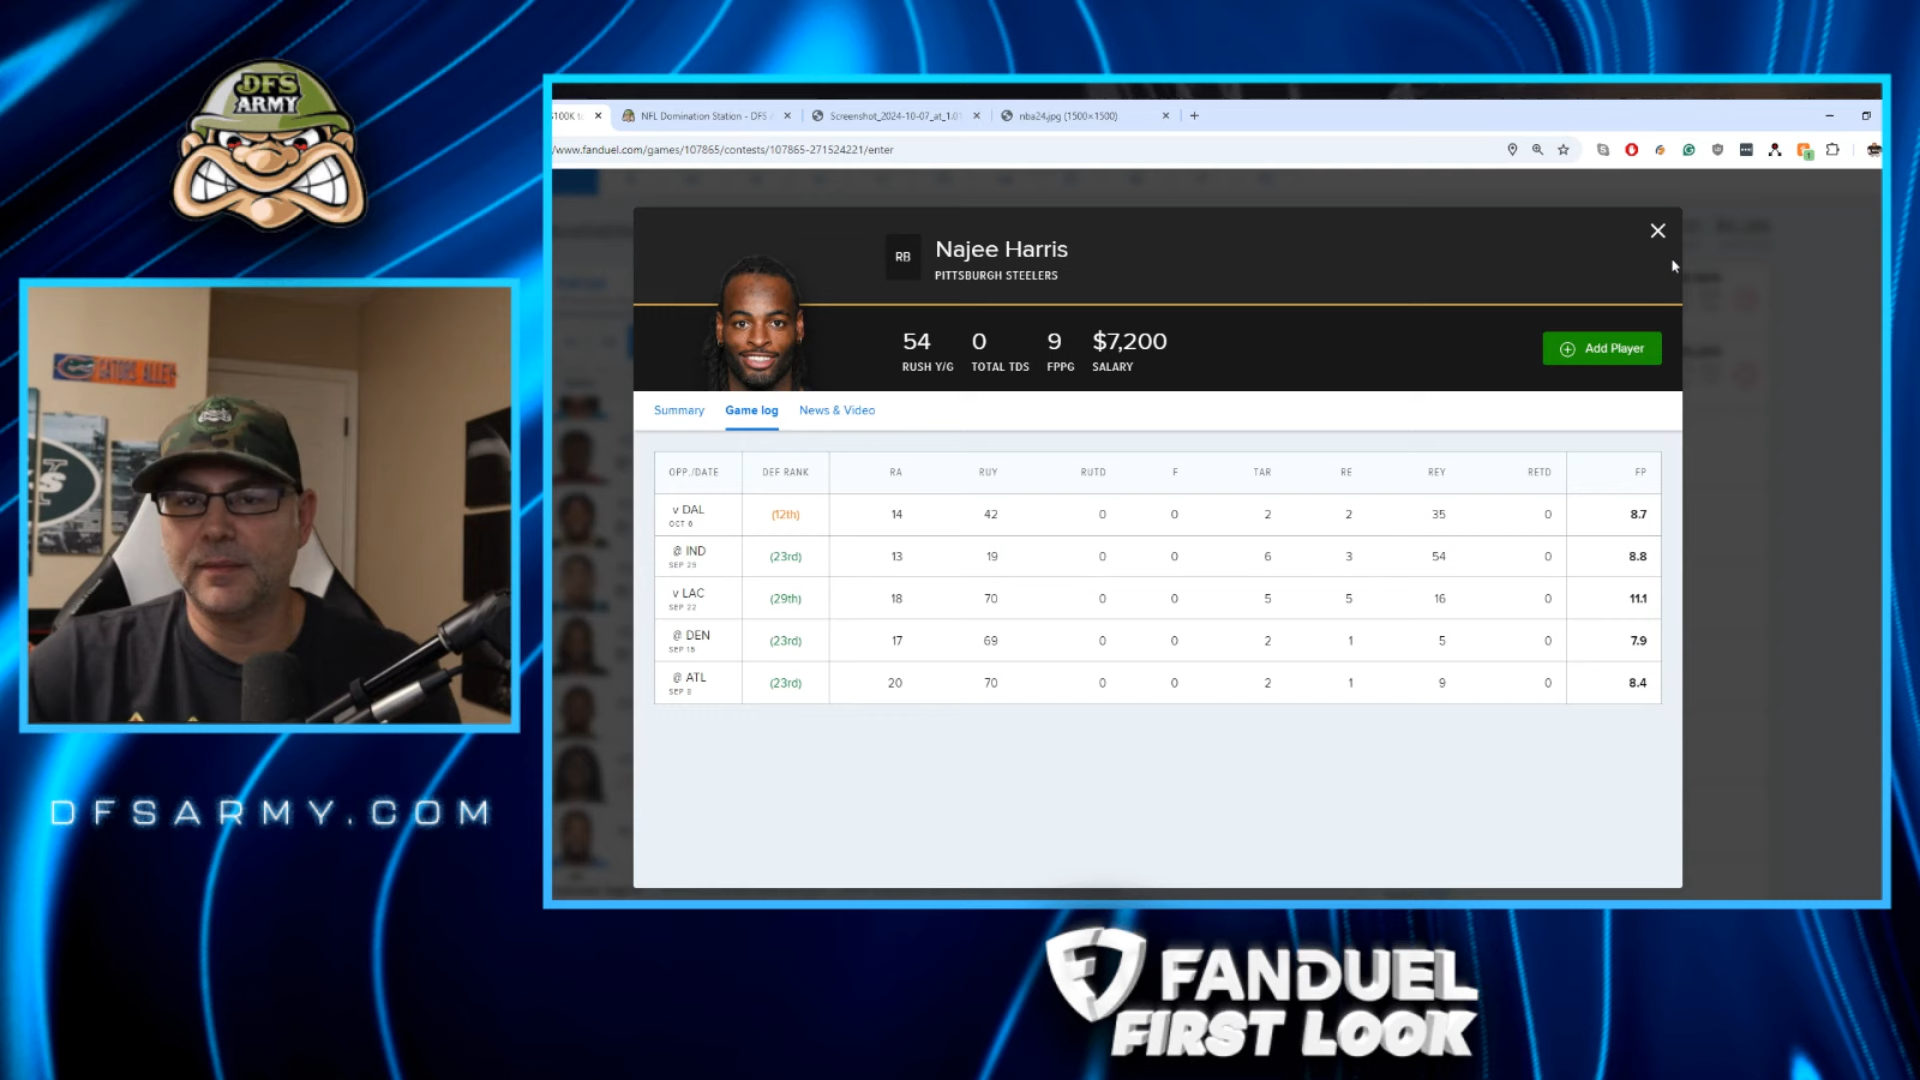 DFS
ARMY
GATORS ALLEY
DFSARMY.COM
$100K to
NFL Domination Station - DFS
Screenshot_2024-10-07_at_1.01
nba24.jpg (1500×1500)
/www.fanduel.com/games/107865/contests/107865-271524221/enter
RB
Najee Harris
PITTSBURGH STEELERS
54 0 9 $7,200
RUSH Y/G TOTAL TDS FPPG SALARY
Add Player
Summary Game log News & Video
OPP./DATE DEF RANK RA RUY RUTD F TAR RE REY RETD FP
v DAL (12th) 14 42 0 0 2 2 35 0 8.7
OCT 6
@ IND (23rd) 13 19 0 0 6 3 54 0 8.8
SEP 29
v LAC (29th) 18 70 0 0 5 5 16 0 11.1
SEP 22
@ DEN (23rd) 17 69 0 0 2 1 5 0 7.9
SEP 15
@ ATL (23rd) 20 70 0 0 2 1 9 0 8.4
SEP 8
FANDUEL
FIRST LOOK